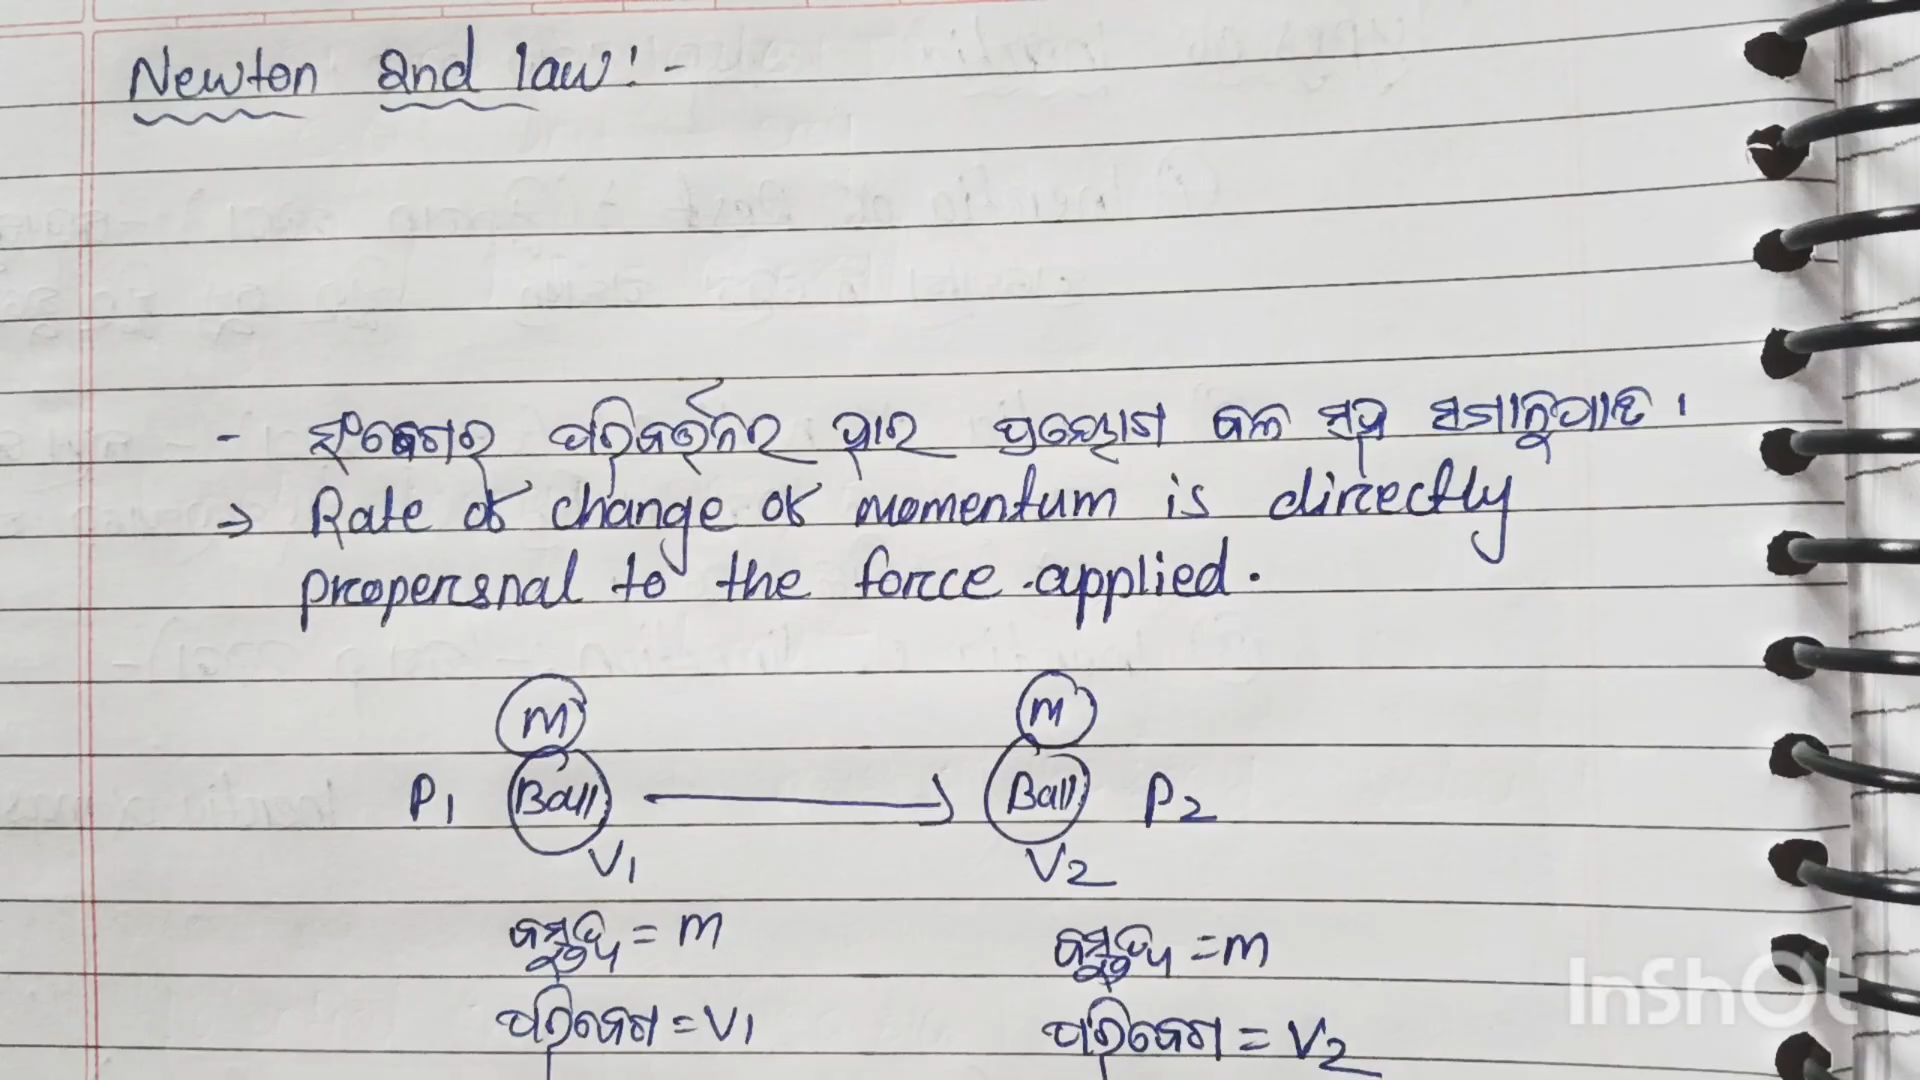 Newton 2nd law:-
- ସଂବେଗର ପରିବର୍ତ୍ତନର ହାର ପ୍ରୟୋଗ ବଳ ସହ ସମାନୁପାତ ।
⇒ Rate of change of momentum is directly
propersnal to the force applied.
m m
P1 Ball → Ball P2
V1 V2
ବସ୍ତୁତ୍ୱ = m ବସ୍ତୁତ୍ୱ = m
ପରିବେଗ = V1 ପରିବେଗ = V2
InShOt